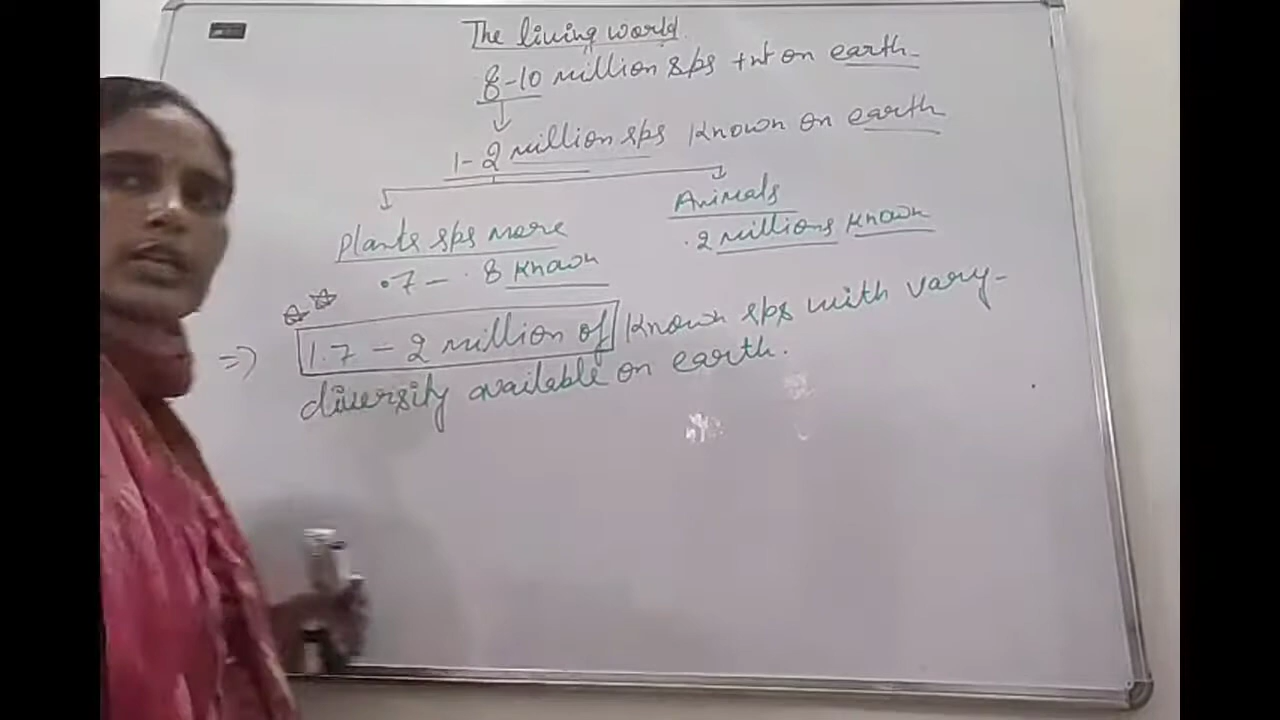 The living world
8-10 million sps +nt on earth-
1-2 million sps known on earth
Plants sps more
.7 - .8 known
Animals
.2 millions known
=> 1.7 - 2 million of known sps with vary-
diversity available on earth.